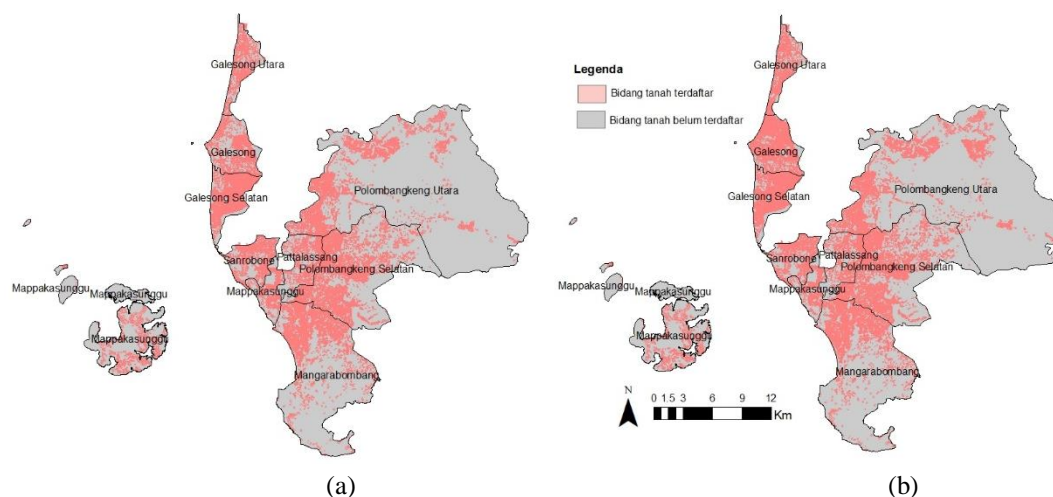 Galesong Utara
Galesong
Galesong Selatan
Polombangkeng Utara
Sanrobone
Pattalassang
Polombangkeng Selatan
Mappakasunggu
Mappakasunggu
Mappakasunggu
Mappakasunggu
Mangarabombang
(a)
Legenda
Bidang tanah terdaftar
Bidang tanah belum terdaftar
Galesong Utara
Galesong
Galesong Selatan
Polombangkeng Utara
Sanrobone
Pattalassang
Polombangkeng Selatan
Mappakasunggu
Mappakasunggu
Mappakasunggu
Mappakasunggu
Mangarabombang
N
0 1.5 3 6 9 12
Km
(b)